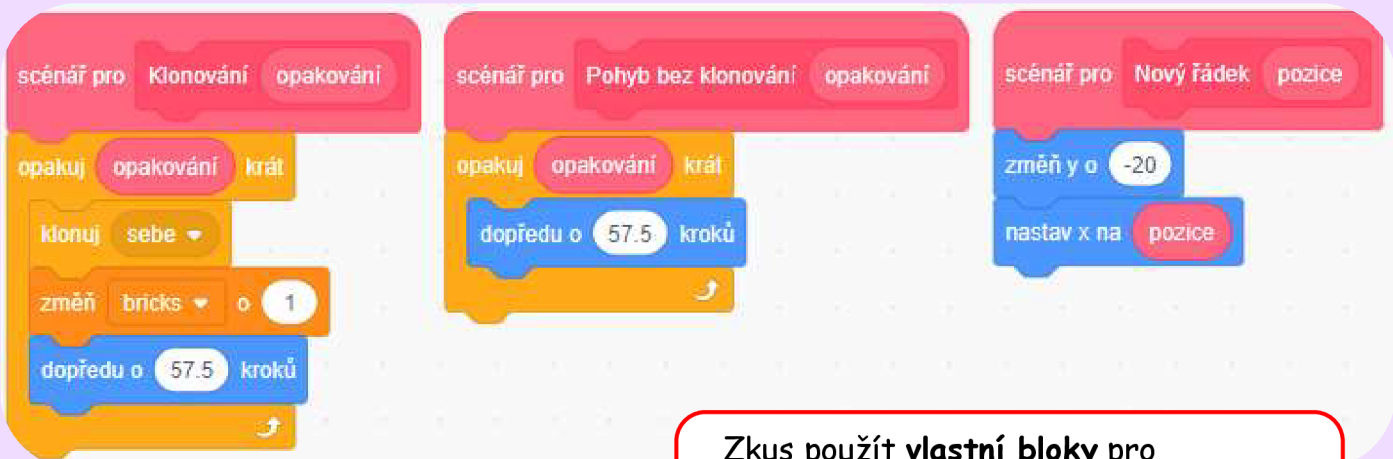 scénář pro Klonování opakování
opakuj opakování krát
klonuj sebe
změň bricks o 1
dopředu o 57.5 kroků
scénář pro Pohyb bez klonování opakování
opakuj opakování krát
dopředu o 57.5 kroků
scénář pro Nový řádek pozice
změň y o -20
nastav x na pozice
Zkus použít vlastní bloky pro